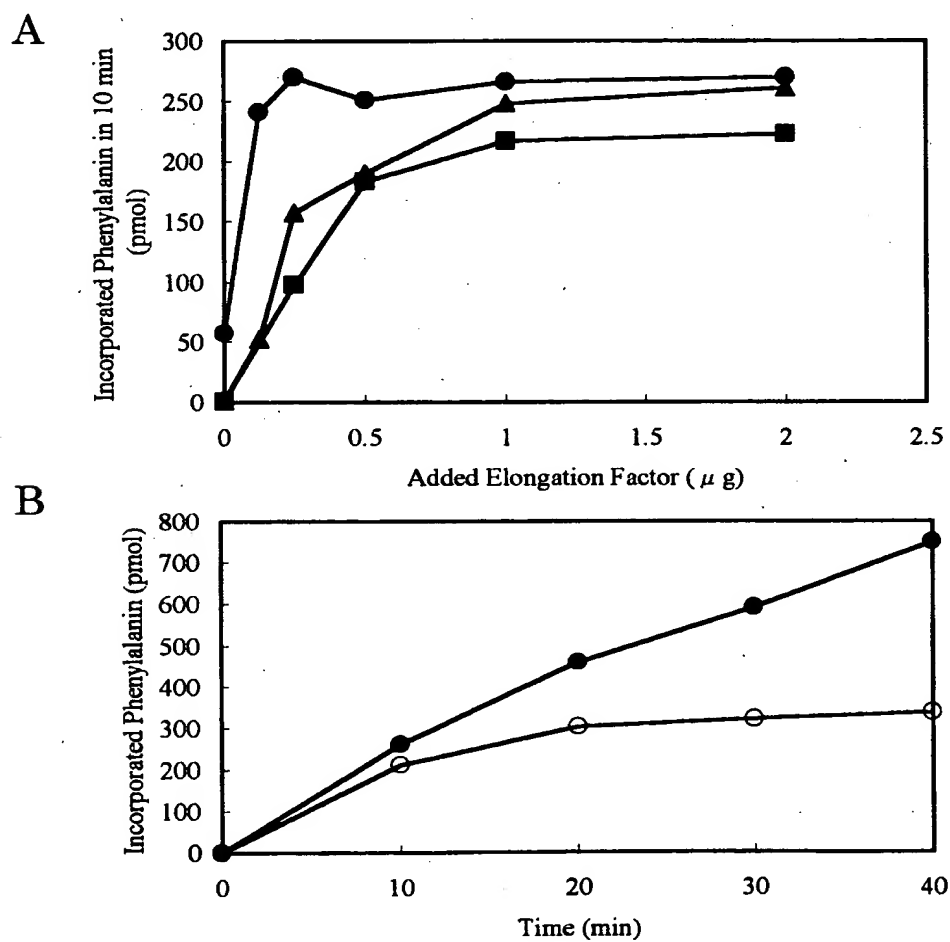 A
Incorporated Phenylalanin in 10 min
(pmol)
300
250
200
150
100
50
0
0 0.5 1 1.5 2 2.5
Added Elongation Factor ( μ g)
B
Incorporated Phenylalanin (pmol)
800
700
600
500
400
300
200
100
0
0 10 20 30 40
Time (min)